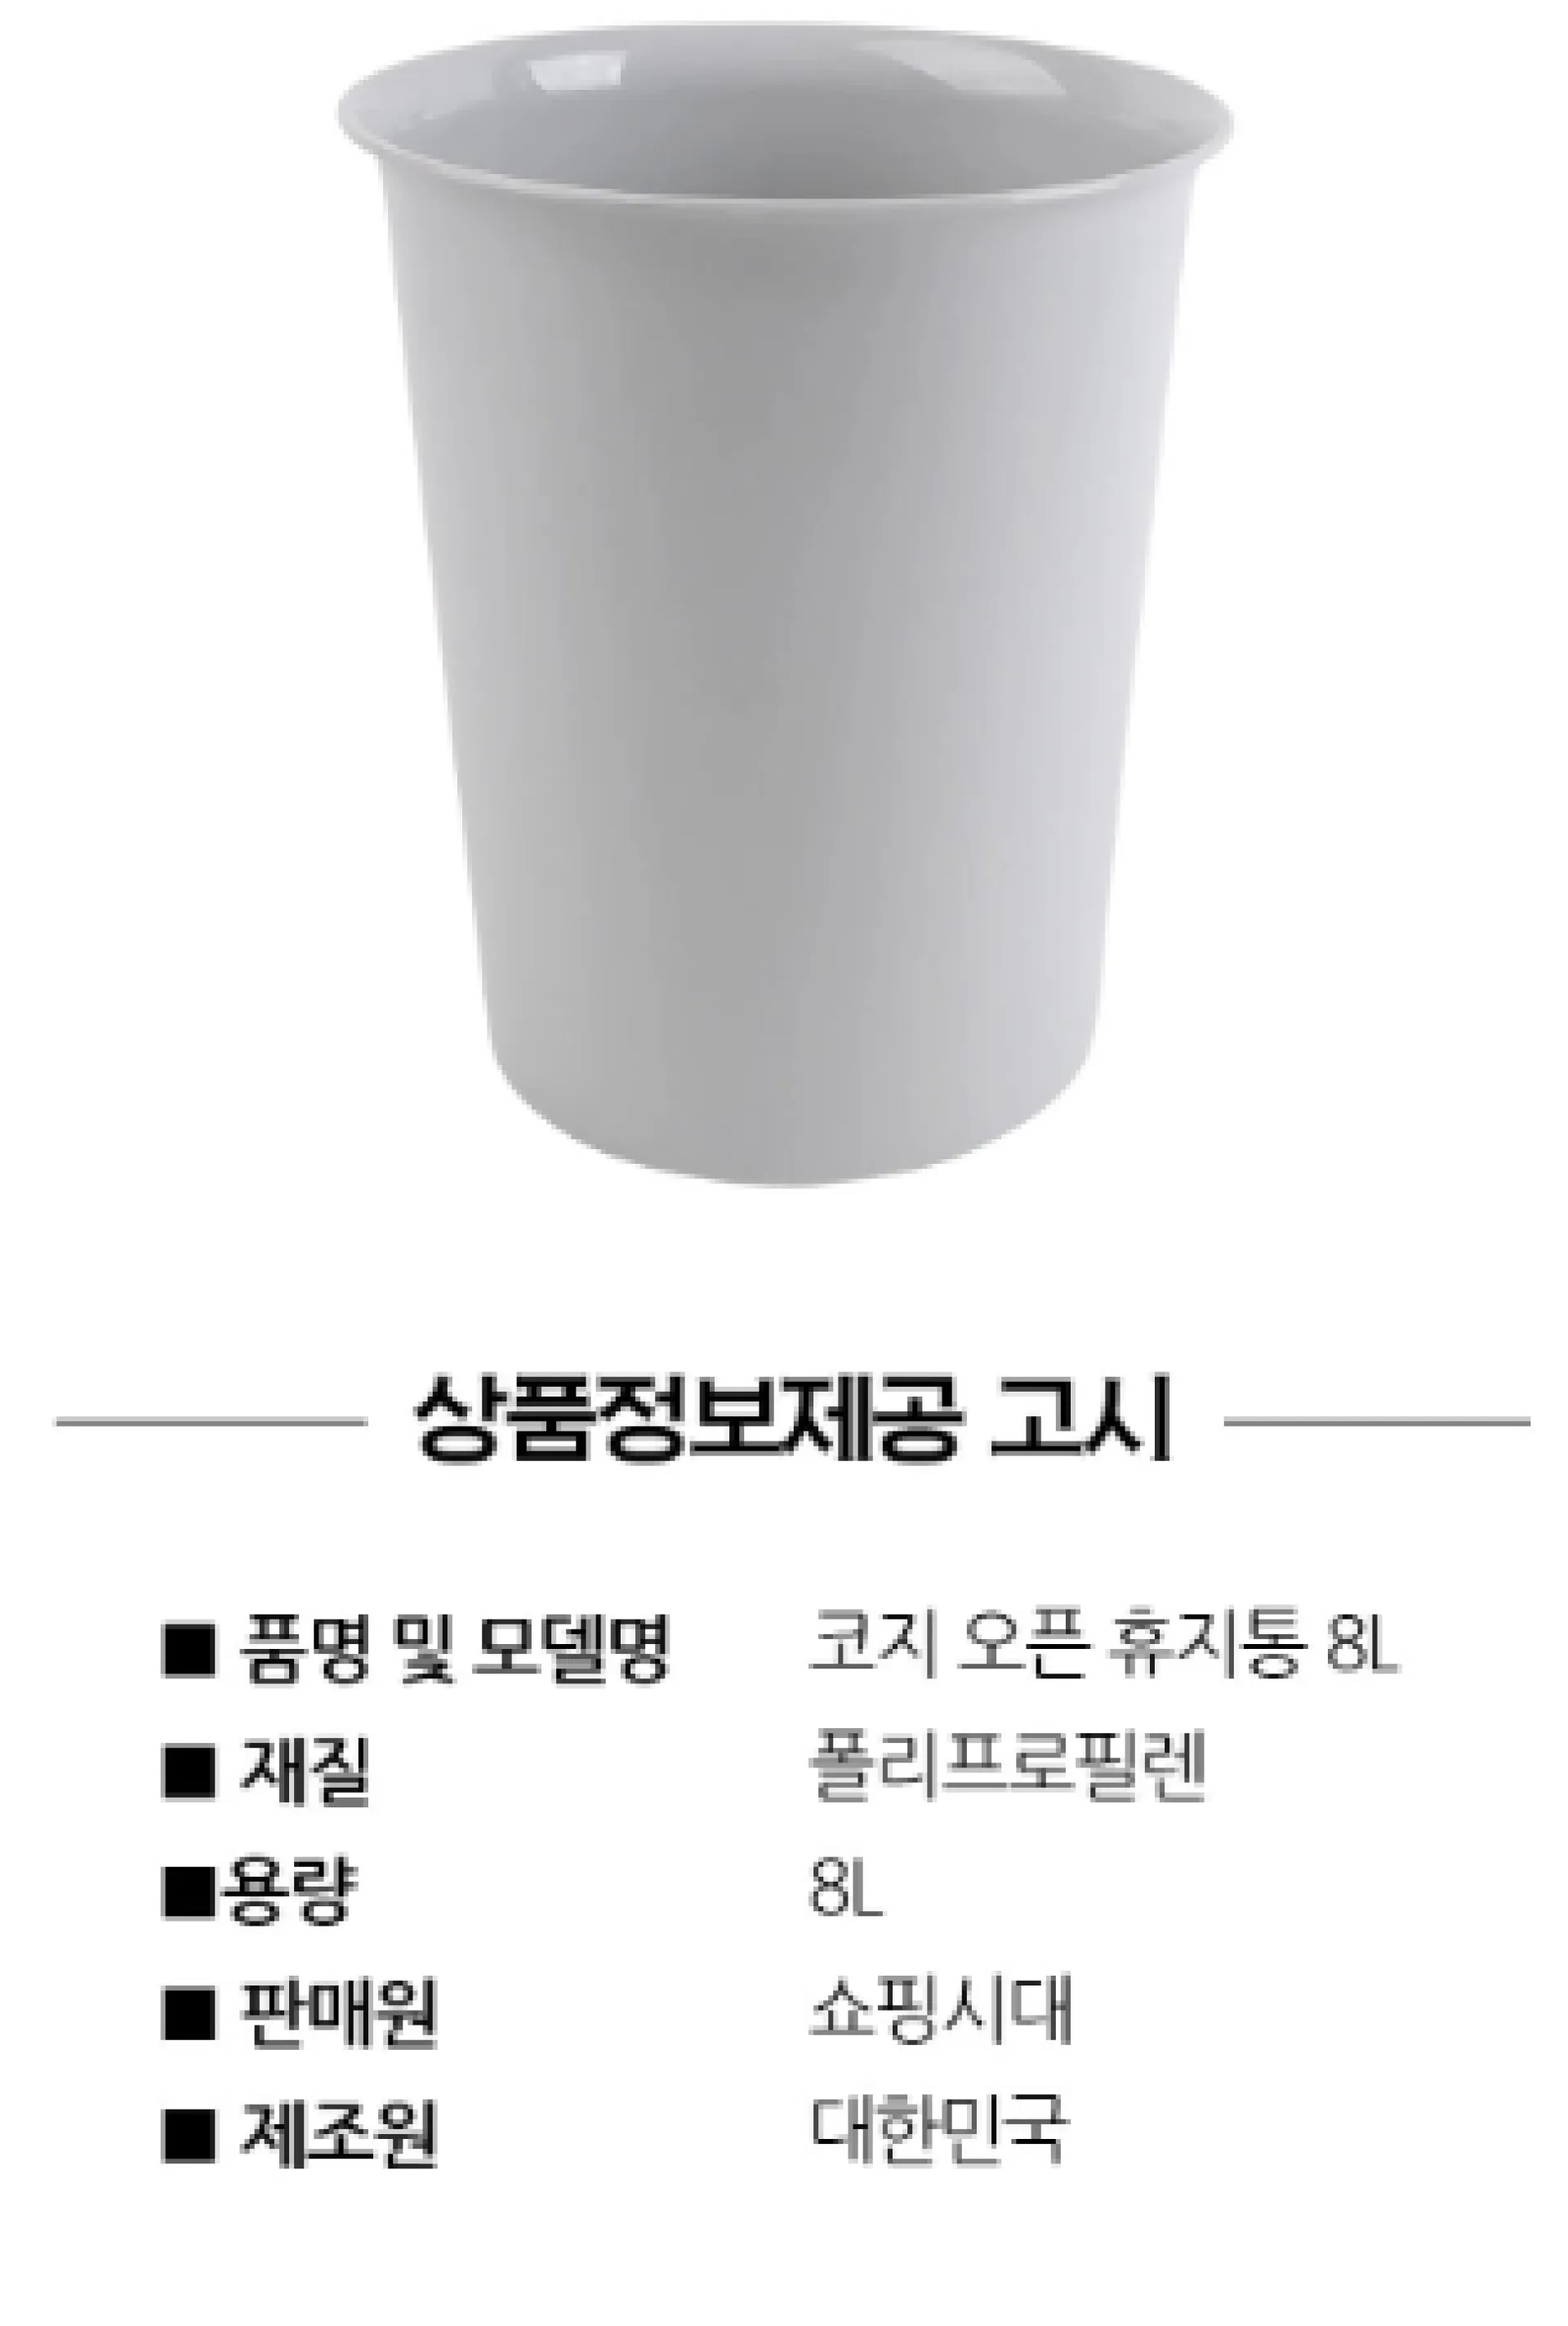 상품정보제공 고시
■ 품명 및 모델명 코지 오픈 휴지통 8L
■ 재질 폴리프로필렌
■용량 8L
■ 판매원 쇼핑시대
■ 제조원 대한민국